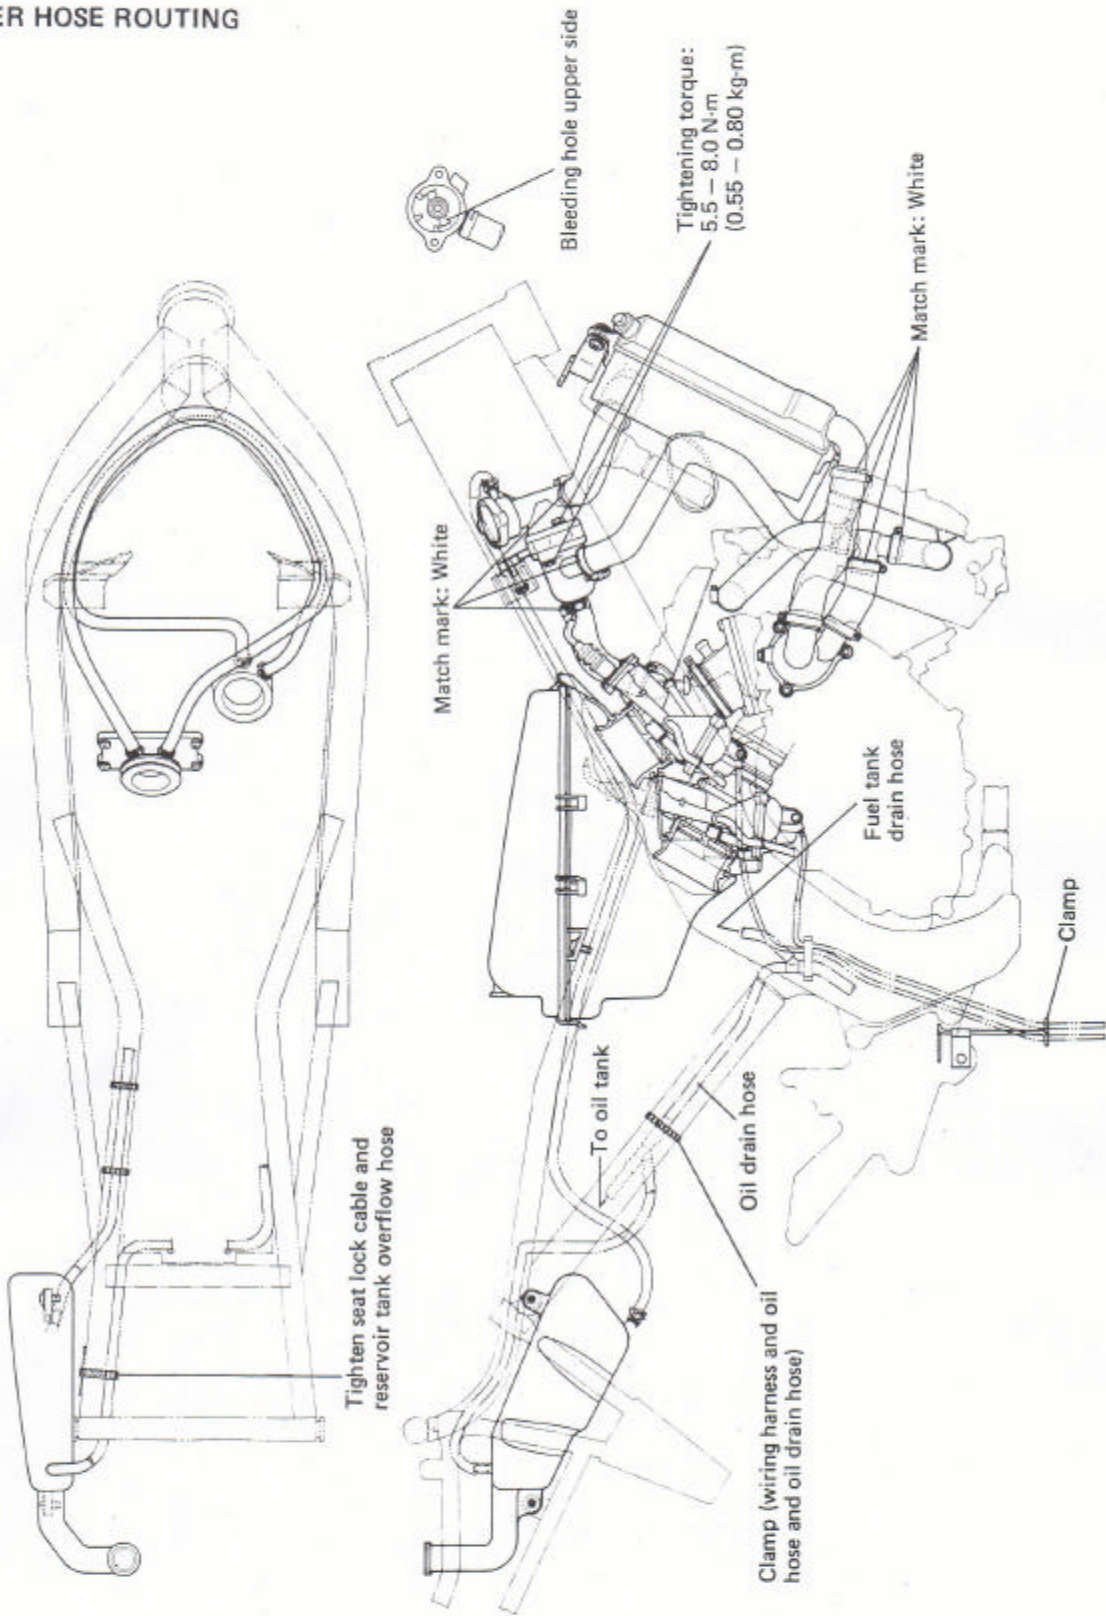 ER HOSE ROUTING
Bleeding hole upper side
Tightening torque:
5.5 – 8.0 N·m
(0.55 – 0.80 kg-m)
Match mark: White
Match mark: White
Fuel tank
drain hose
Clamp
To oil tank
Oil drain hose
Tighten seat lock cable and
reservoir tank overflow hose
Clamp (wiring harness and oil
hose and oil drain hose)